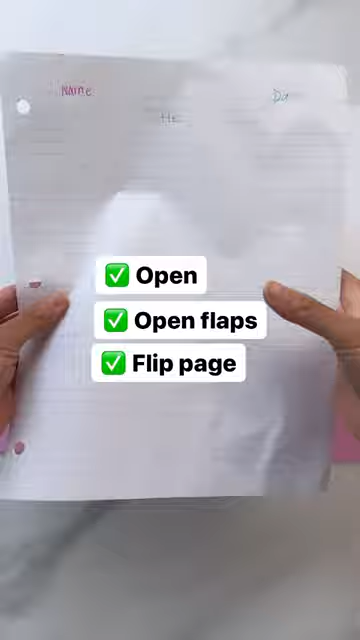 Name
Da
✅ Open
✅ Open flaps
✅ Flip page